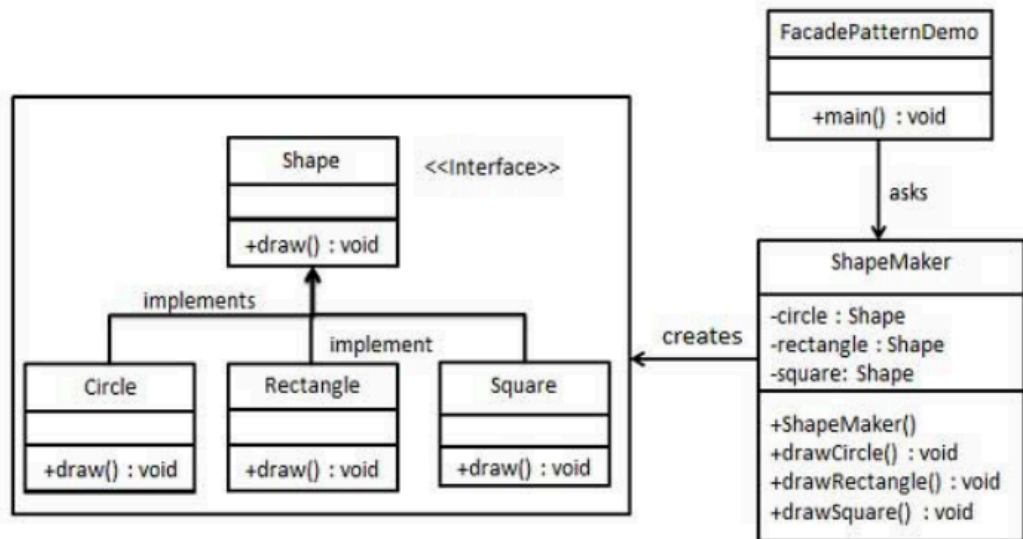 FacadePatternDemo
+main() : void
asks
Shape
<<Interface>>
+draw() : void
implements
implement
Circle
+draw() : void
Rectangle
+draw() : void
Square
+draw() : void
creates
ShapeMaker
-circle : Shape
-rectangle : Shape
-square: Shape
+ShapeMaker()
+drawCircle() : void
+drawRectangle() : void
+drawSquare() : void